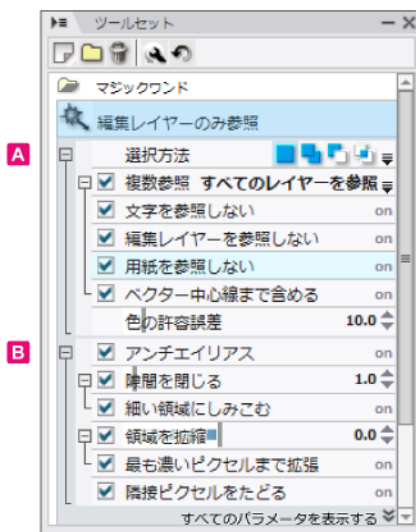 ツールセット
マジックワンド
編集レイヤーのみ参照
A 選択方法
複数参照 すべてのレイヤーを参照
文字を参照しない on
編集レイヤーを参照しない on
用紙を参照しない on
ベクター中心線まで含める on
色の許容誤差 10.0
B アンチエイリアス on
隙間を閉じる 1.0
細い領域にしみこむ on
領域を拡縮 0.0
最も濃いピクセルまで拡張 on
隣接ピクセルをたどる on
すべてのパラメータを表示する